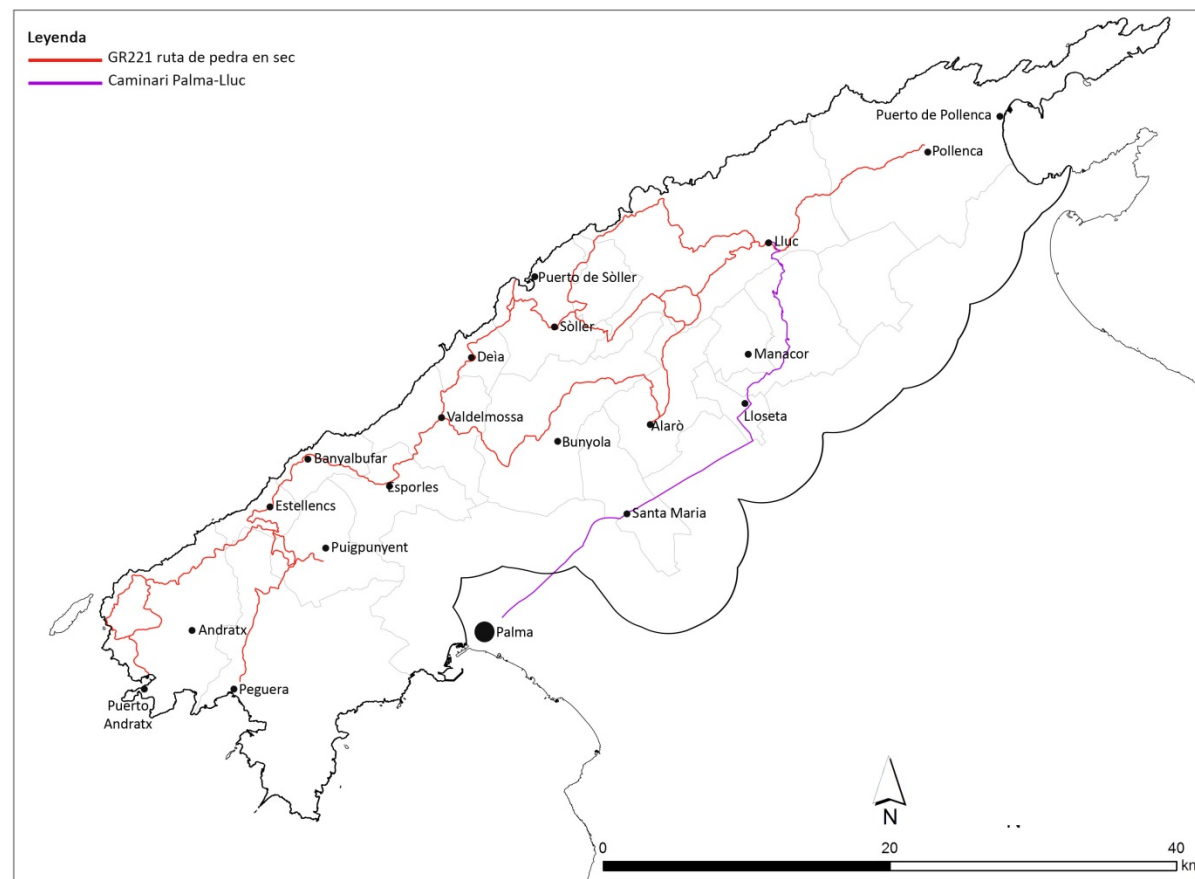 Leyenda
GR221 ruta de pedra en sec
Caminari Palma-Lluc
Puerto de Pollenca
Pollenca
Lluc
Puerto de Sòller
Sòller
Deìa
Manacor
Lloseta
Valdelmossa
Alarò
Bunyola
Banyalbufar
Esporles
Estellencs
Santa Maria
Puigpunyent
Andratx
Palma
Peguera
Puerto
Andratx
N
0
20
40
km